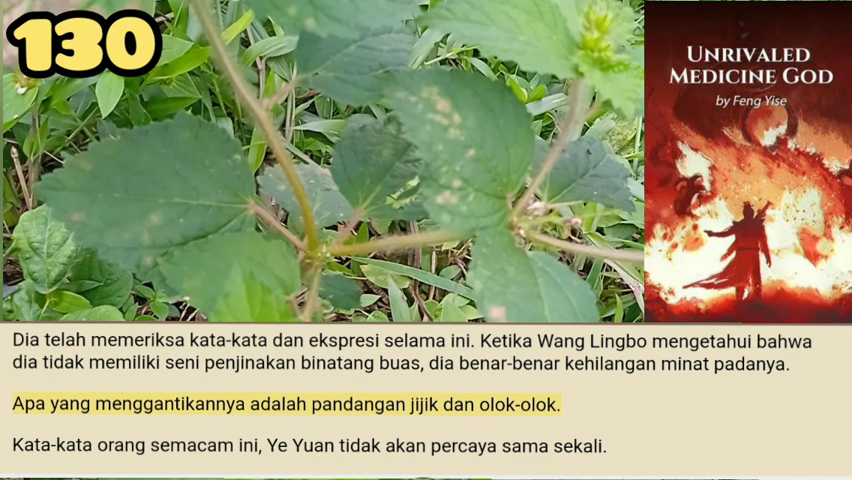 130
UNRIVALED
MEDICINE GOD
by Feng Yise
Dia telah memeriksa kata-kata dan ekspresi selama ini. Ketika Wang Lingbo mengetahui bahwa
dia tidak memiliki seni penjinakan binatang buas, dia benar-benar kehilangan minat padanya.
Apa yang menggantikannya adalah pandangan jijik dan olok-olok.
Kata-kata orang semacam ini, Ye Yuan tidak akan percaya sama sekali.